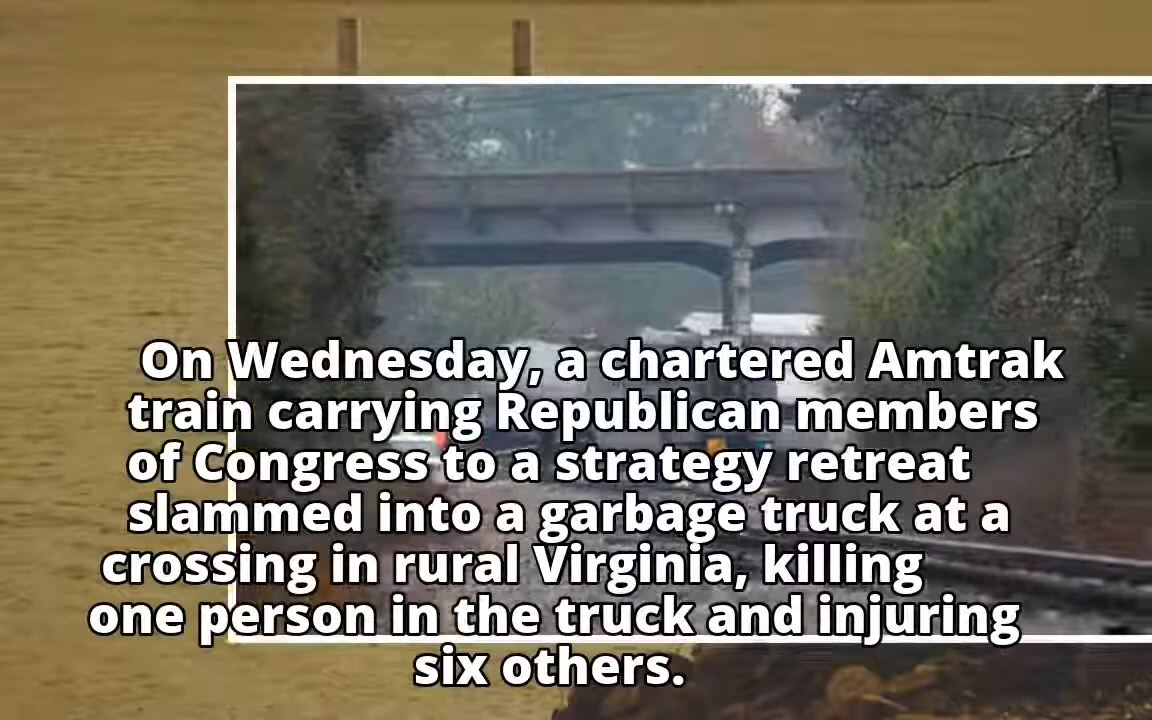 On Wednesday, a chartered Amtrak
train carrying Republican members
of Congress to a strategy retreat
slammed into a garbage truck at a
crossing in rural Virginia, killing
one person in the truck and injuring
six others.